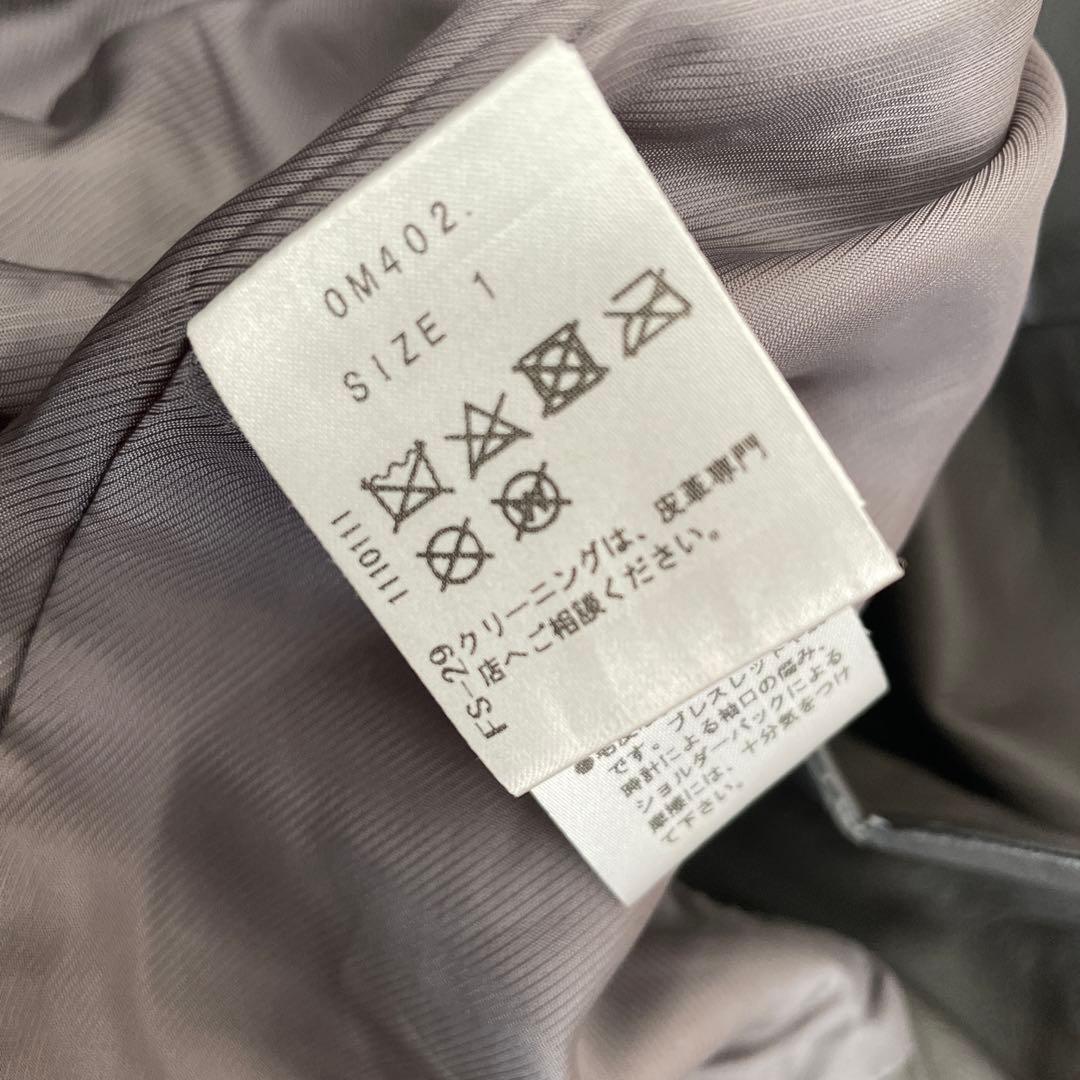 0M402.
SIZE 1
1110111
FS-29
クリーニングは、皮革専門
店へご相談ください。
ブレスレット
です。
時計による袖口の傷み、
ショルダーバックによる
摩擦には、十分気をつけ
て下さい。